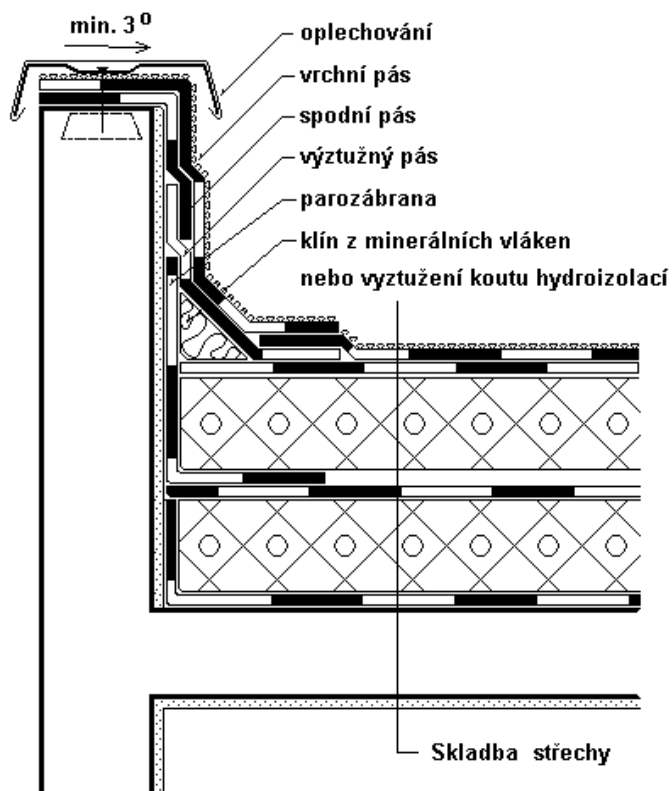 min. 3°
oplechování
vrchní pás
spodní pás
výztužný pás
parozábrana
klín z minerálních vláken
nebo vyztužení koutu hydroizolací
Skladba střechy